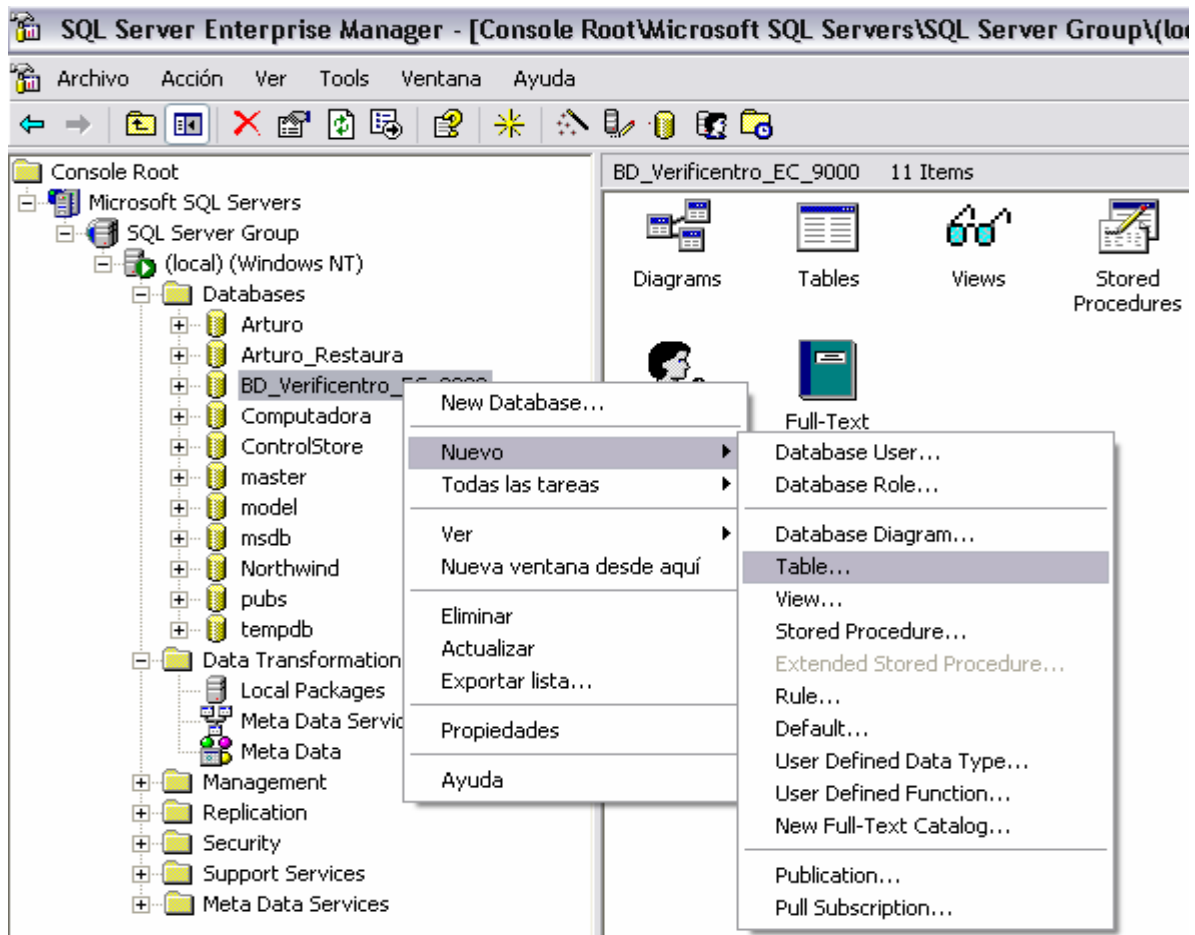 SQL Server Enterprise Manager - [Console Root\Microsoft SQL Servers\SQL Server Group\(loc
Archivo Acción Ver Tools Ventana Ayuda
Console Root
Microsoft SQL Servers
SQL Server Group
(local) (Windows NT)
Databases
Arturo
Arturo_Restaura
BD_Verificentro_EC_9000
Computadora
ControlStore
master
model
msdb
Northwind
pubs
tempdb
Data Transformation
Local Packages
Meta Data Servic
Meta Data
Management
Replication
Security
Support Services
Meta Data Services
BD_Verificentro_EC_9000 11 Items
Diagrams
Tables
Views
Stored
Procedures
Full-Text
New Database...
Nuevo
Todas las tareas
Ver
Nueva ventana desde aquí
Eliminar
Actualizar
Exportar lista...
Propiedades
Ayuda
Database User...
Database Role...
Database Diagram...
Table...
View...
Stored Procedure...
Extended Stored Procedure...
Rule...
Default...
User Defined Data Type...
User Defined Function...
New Full-Text Catalog...
Publication...
Pull Subscription...